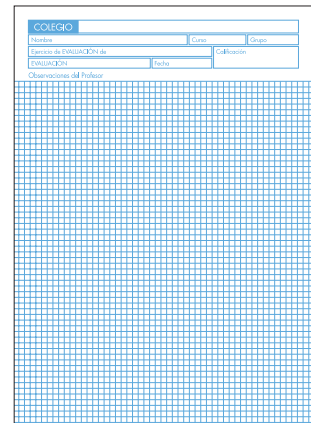 COLEGIO
Nombre Curso Grupo
Ejercicio de EVALUACIÓN de Calificación
EVALUACIÓN Fecha
Observaciones del Profesor